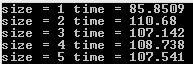 size = 1 time = 85.8509
size = 2 time = 110.68
size = 3 time = 107.142
size = 4 time = 108.738
size = 5 time = 107.541